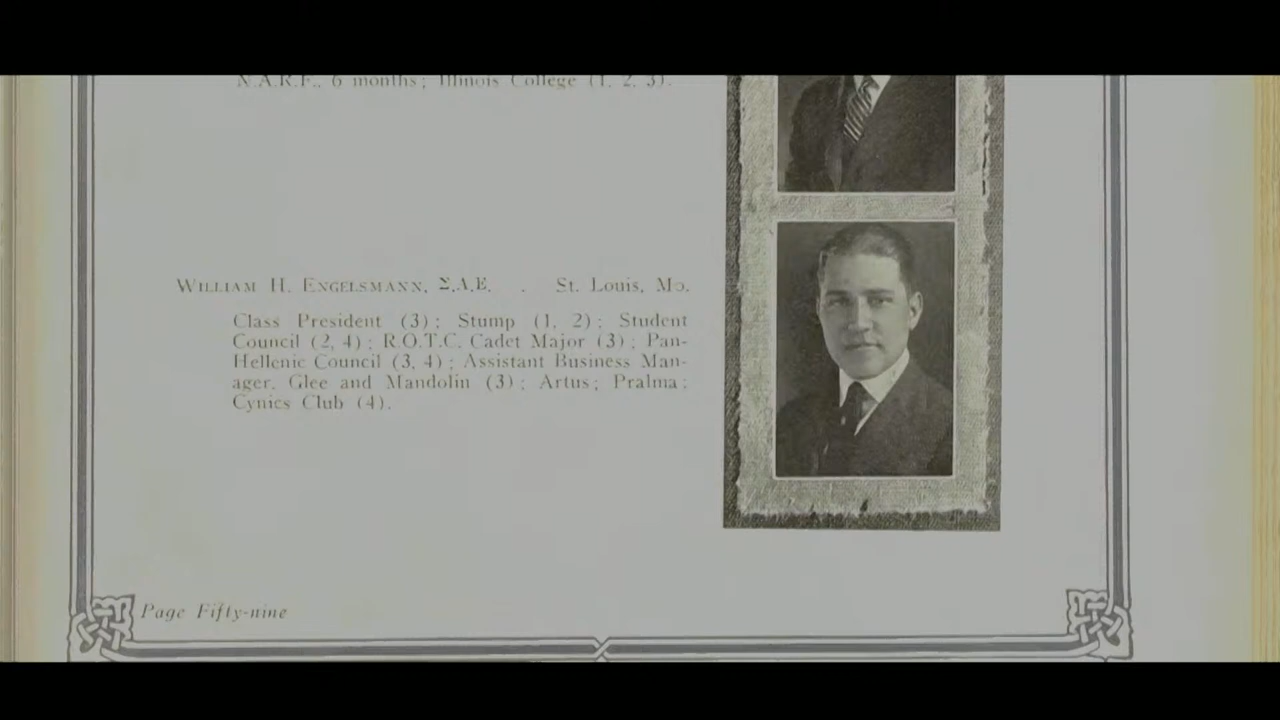 N.A.R.F., 6 months; Illinois College (1, 2, 3).
WILLIAM H. ENGELSMANN, Σ.A.E. . St. Louis, Mo.
Class President (3); Stump (1, 2); Student
Council (2, 4); R.O.T.C. Cadet Major (3); Pan-
Hellenic Council (3, 4); Assistant Business Man-
ager, Glee and Mandolin (3); Artus; Pralma;
Cynics Club (4).
Page Fifty-nine